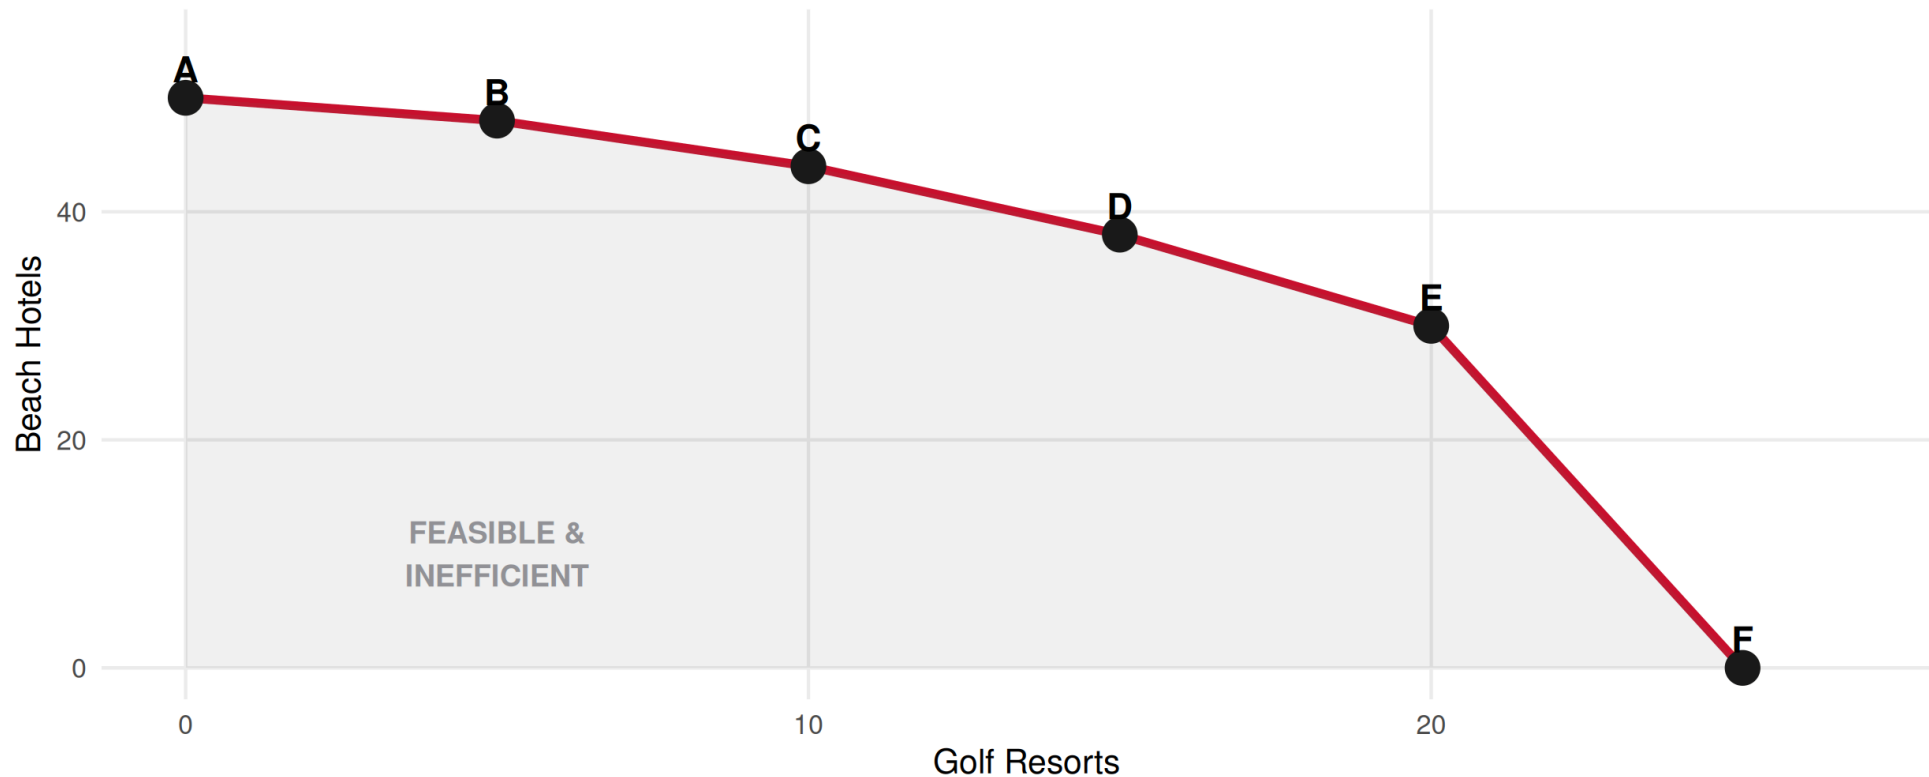 A
B
C
D
E
F
40
20
0
Beach Hotels
FEASIBLE &
INEFFICIENT
0
10
20
Golf Resorts